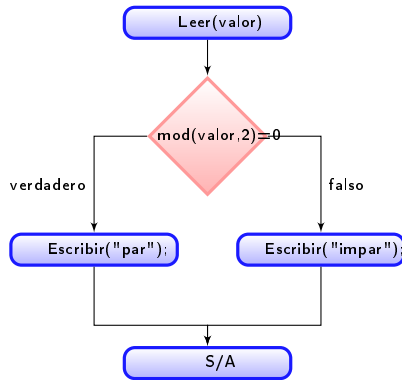 Leer(valor)
mod(valor,2)=0
verdadero
falso
Escribir("par");
Escribir("impar");
S/A